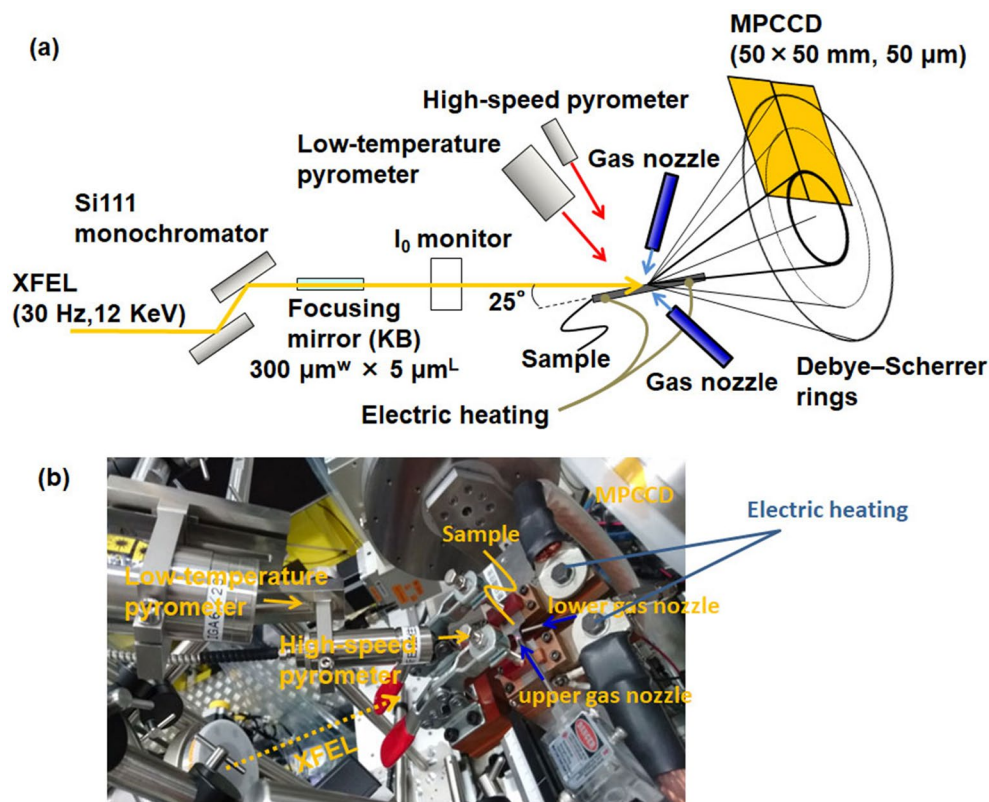 (a)
MPCCD
(50×50 mm, 50 μm)
High-speed pyrometer
Low-temperature
pyrometer
Gas nozzle
Si111
monochromator
I₀ monitor
XFEL
(30 Hz,12 KeV)
25°
Focusing
mirror (KB)
300 μmʷ × 5 μmᴸ
Sample
Gas nozzle
Debye–Scherrer
rings
Electric heating
(b)
MPCCD
Electric heating
Sample
Low-temperature
pyrometer
lower gas nozzle
High-speed
pyrometer
upper gas nozzle
XFEL